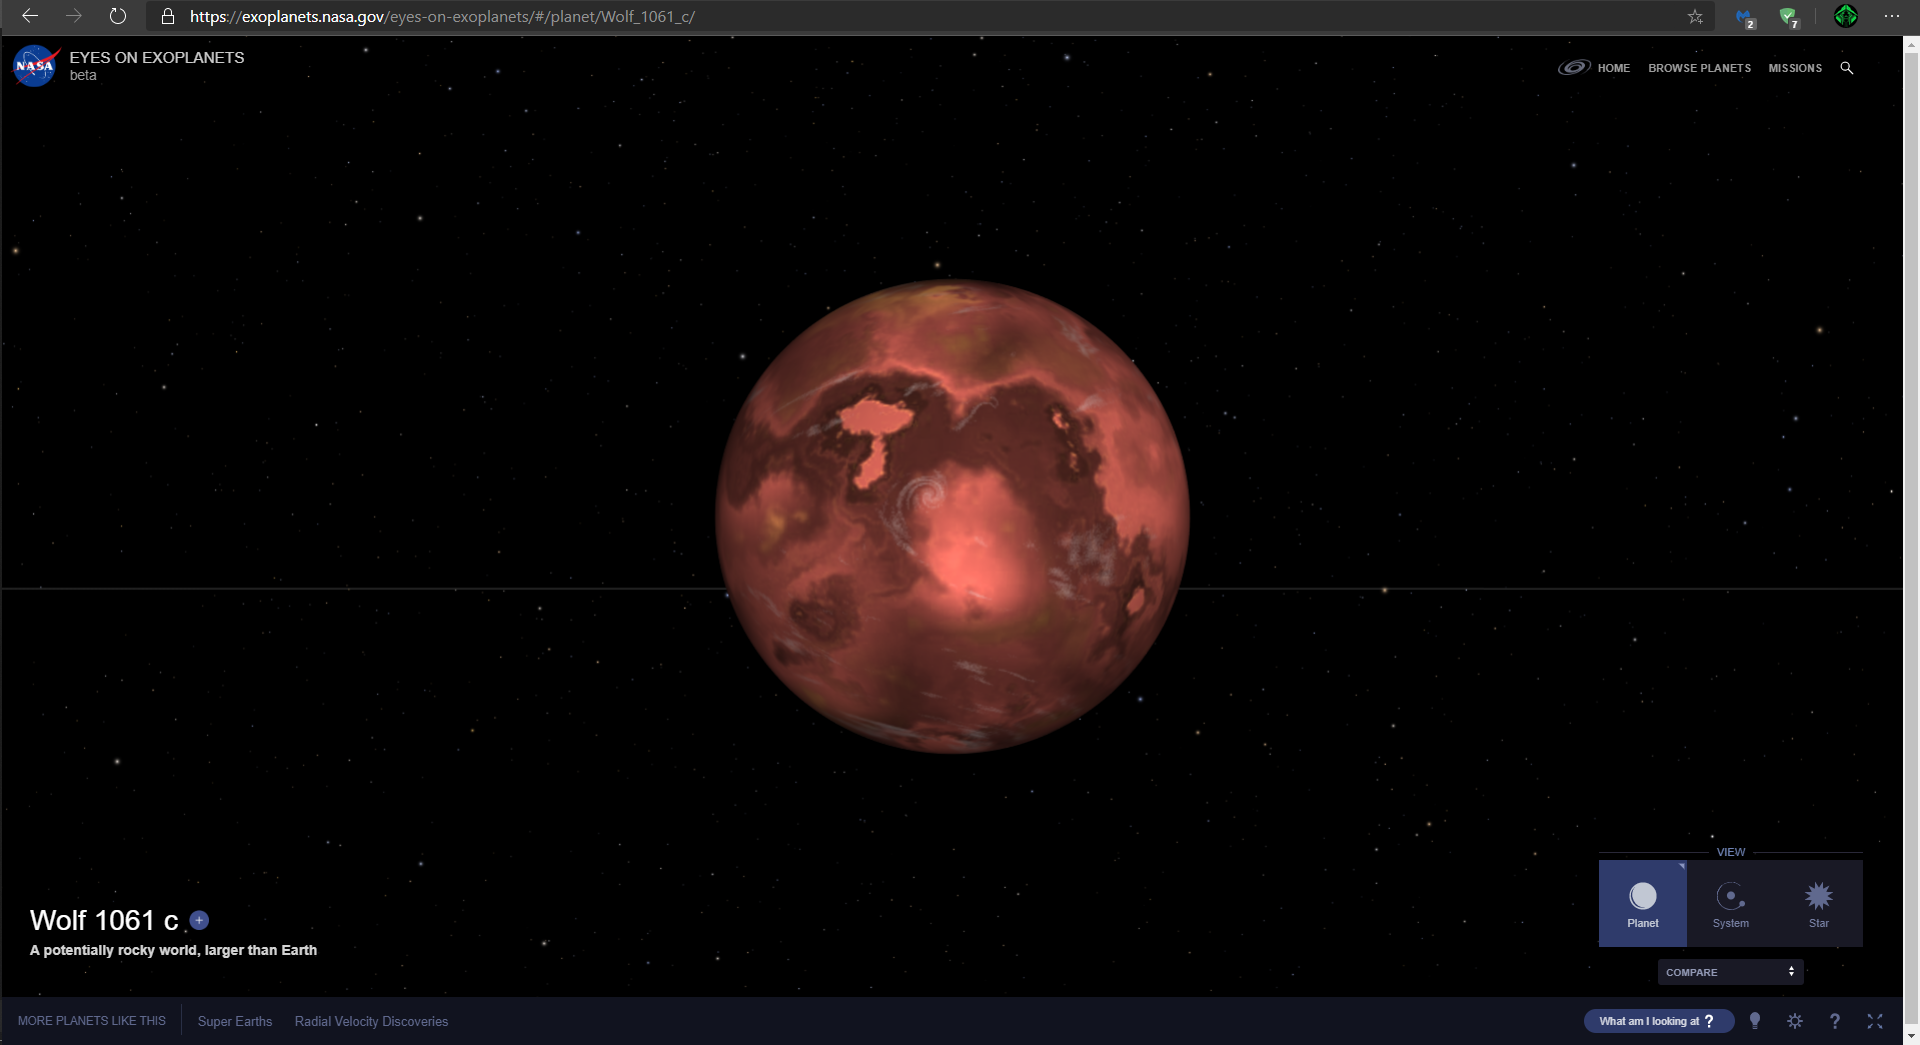 https://exoplanets.nasa.gov/eyes-on-exoplanets/#/planet/Wolf_1061_c/
2
7
NASA
EYES ON EXOPLANETS
beta
HOME
BROWSE PLANETS
MISSIONS
VIEW
Planet
System
Star
COMPARE
Wolf 1061 c +
A potentially rocky world, larger than Earth
MORE PLANETS LIKE THIS
Super Earths
Radial Velocity Discoveries
What am I looking at ?
?